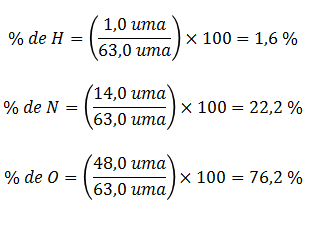 % de H = (1,0 uma / 63,0 uma) × 100 = 1,6 %
% de N = (14,0 uma / 63,0 uma) × 100 = 22,2 %
% de O = (48,0 uma / 63,0 uma) × 100 = 76,2 %